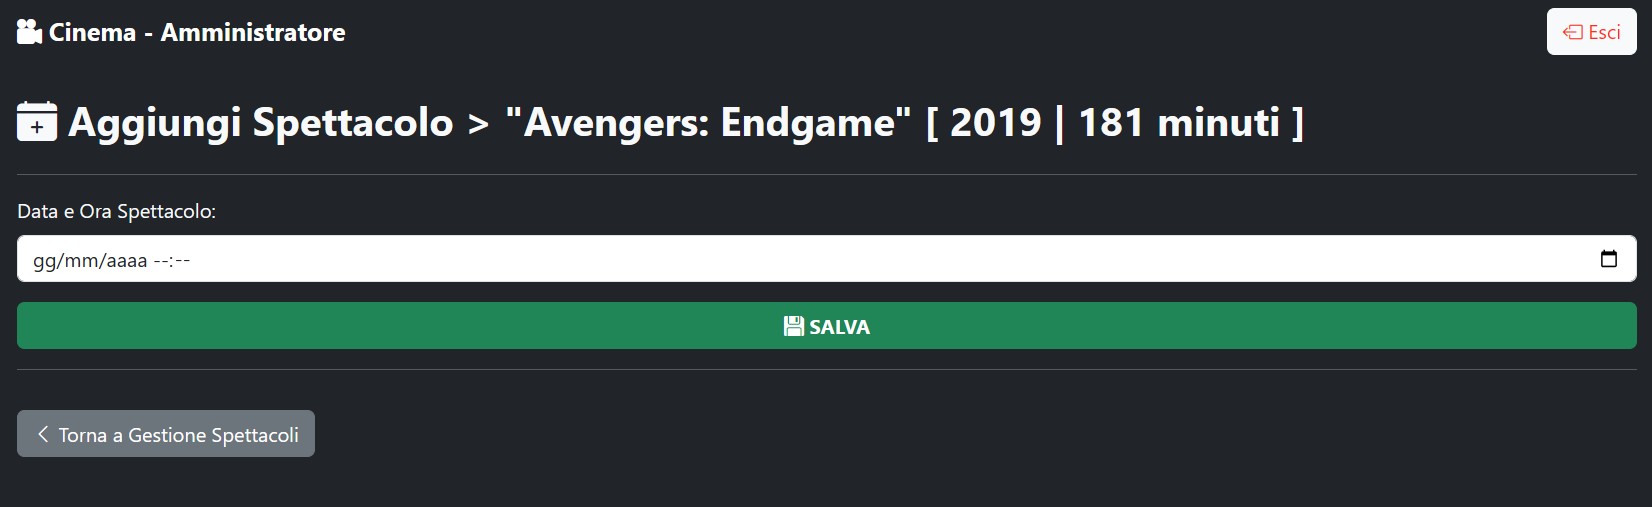 Cinema - Amministratore
Esci
Aggiungi Spettacolo > "Avengers: Endgame" [ 2019 | 181 minuti ]
Data e Ora Spettacolo:
gg/mm/aaaa --:--
SALVA
Torna a Gestione Spettacoli